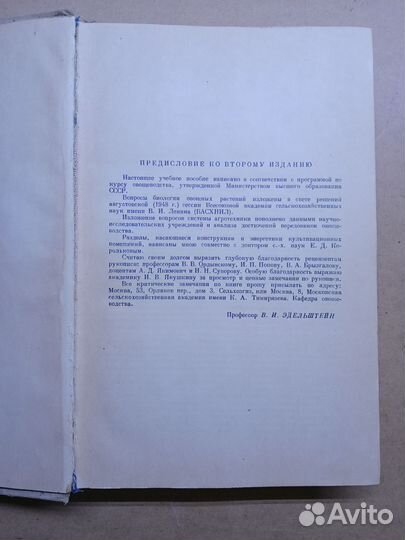 ПРЕДИСЛОВИЕ КО ВТОРОМУ ИЗДАНИЮ
Настоящее учебное пособие написано в соответствии с программой по
курсу овощеводства, утвержденной Министерством высшего образования
СССР.
Вопросы биологии овощных растений изложены в свете решений
августовской (1948 г.) сессии Всесоюзной академии сельскохозяйственных
наук имени В. И. Ленина (ВАСХНИЛ).
Изложение вопросов системы агротехники пополнено данными научно-
исследовательских учреждений и анализа достижений передовиков овоще-
водства.
Разделы, касающиеся конструкции и энергетики культивационных
помещений, написаны мною совместно с доктором с.-х. наук Е. Д. Ко-
рольковым.
Считаю своим долгом выразить глубокую благодарность рецензентам
рукописи: профессорам В. В. Ордынскому, И. П. Попову, В. А. Брызгалову,
доцентам А. Д. Якимович и И. Н. Суворову. Особую благодарность выражаю
академику И. В. Якушкину за просмотр и ценные замечания по рукописи.
Все критические замечания по книге прошу присылать по адресу:
Москва, 53, Орликов пер., дом 3. Сельхозгиз, или Москва, 8, Московская
сельскохозяйственная академия имени К. А. Тимирязева. Кафедра овоще-
водства.
Профессор В. И. ЭДЕЛЬШТЕЙН
Avito